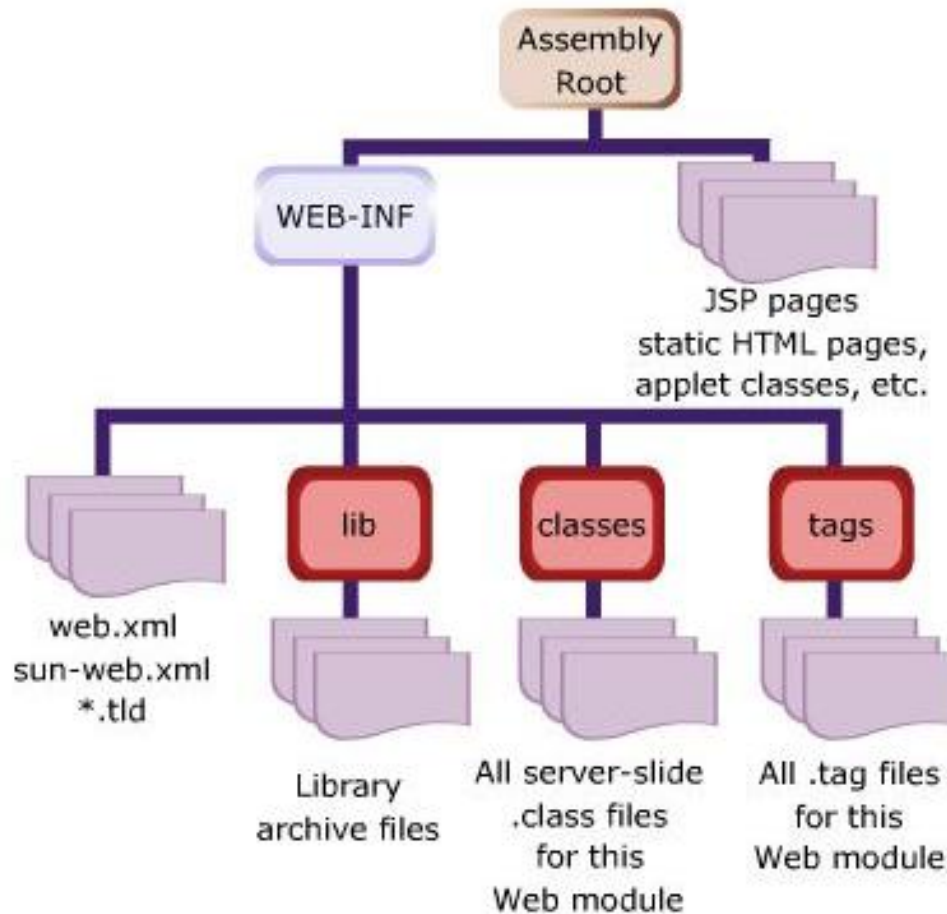 Assembly
Root
WEB-INF
JSP pages
static HTML pages,
applet classes, etc.
lib
classes
tags
web.xml
sun-web.xml
*.tld
Library
archive files
All server-slide
.class files
for this
Web module
All .tag files
for this
Web module